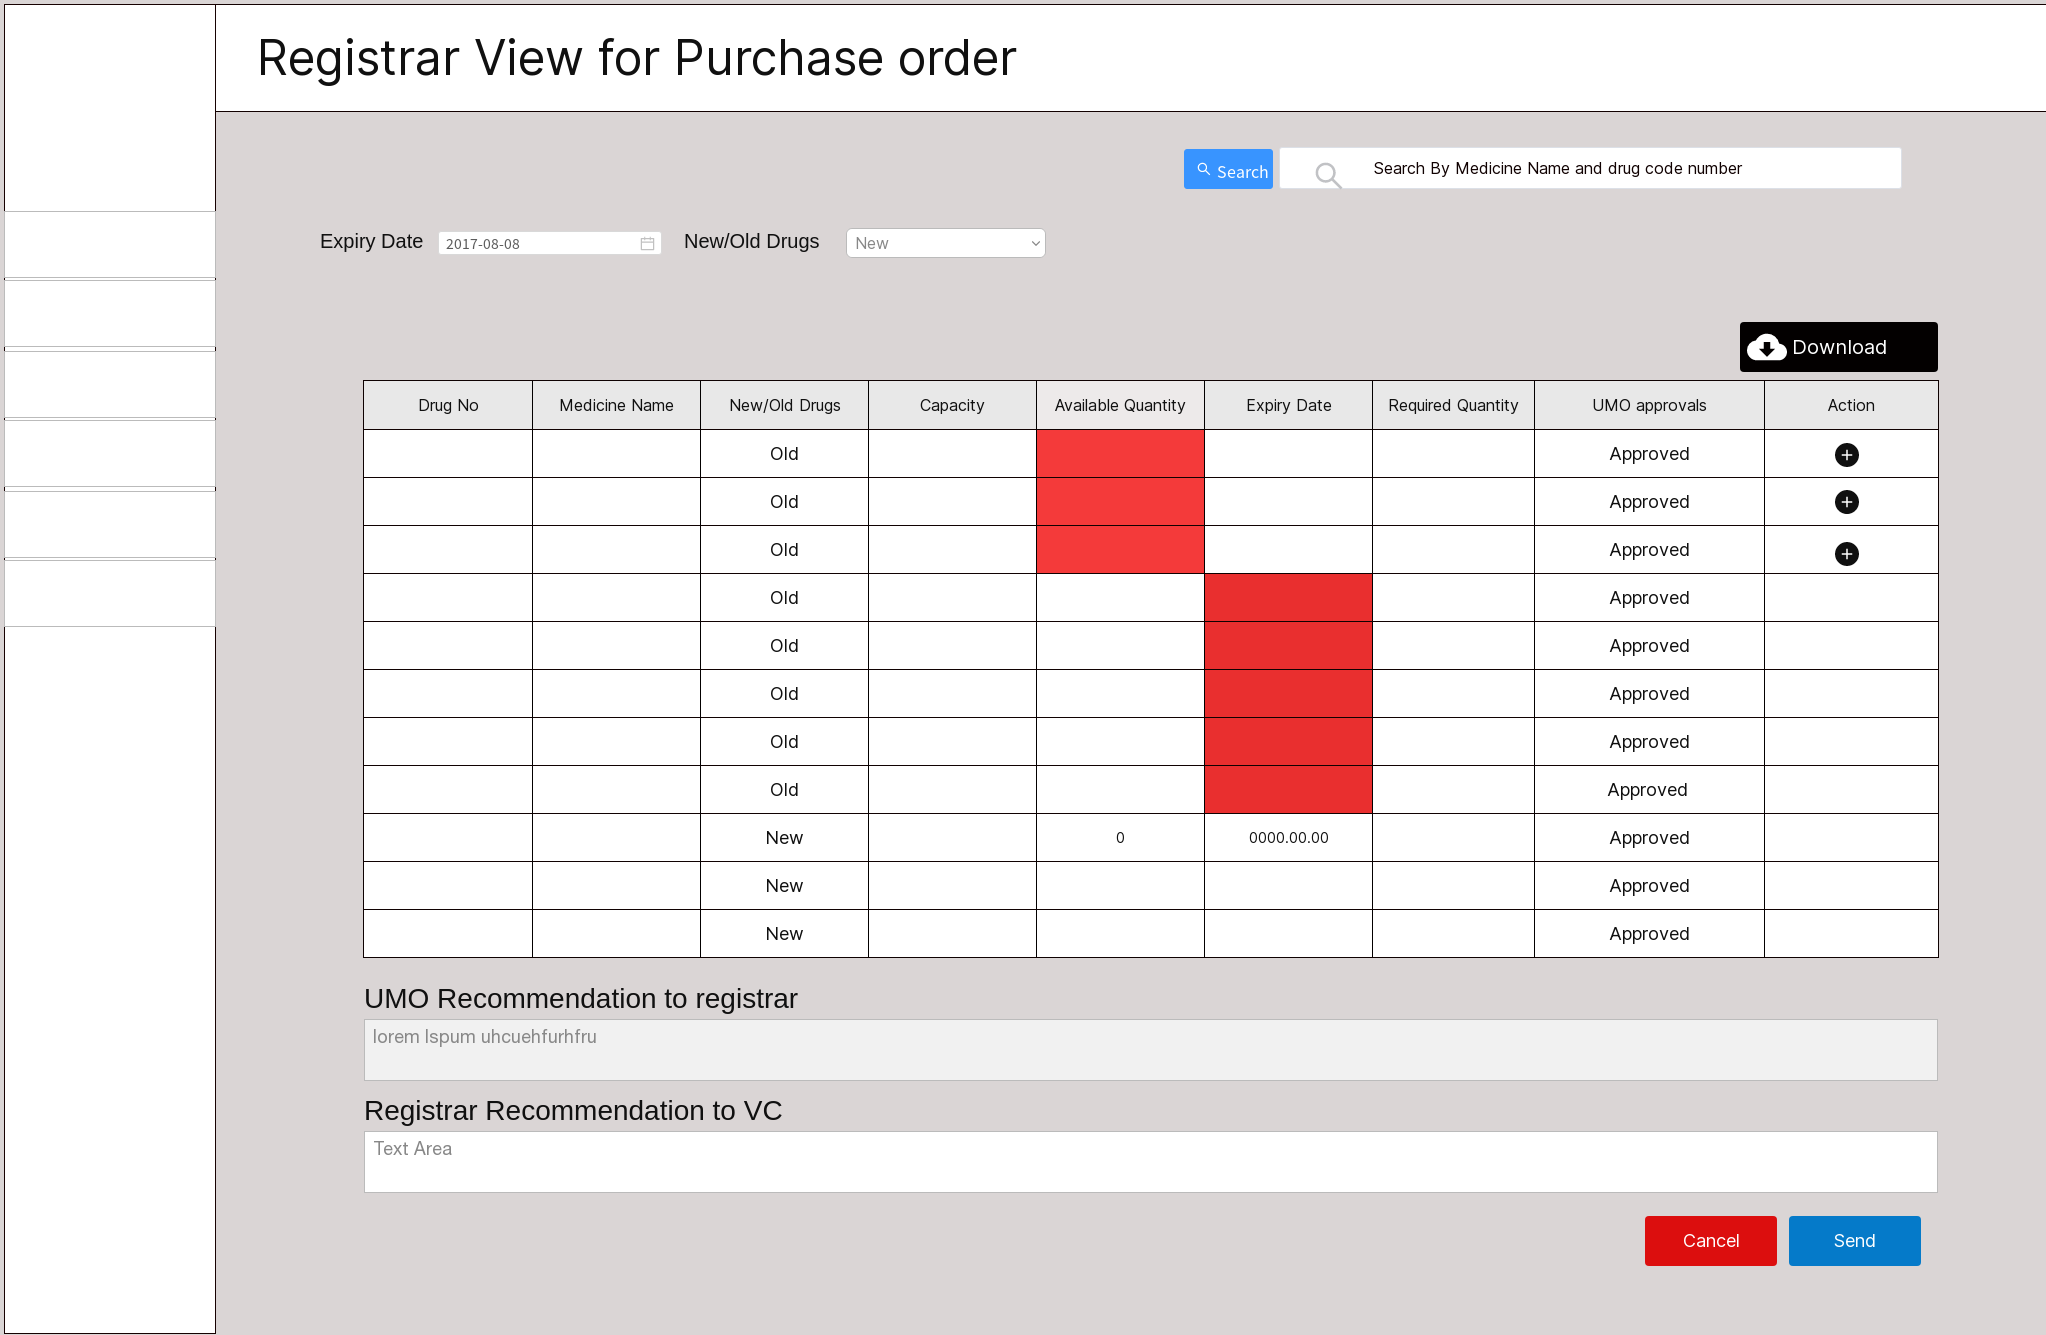 Registrar View for Purchase order
Search
Search By Medicine Name and drug code number
Expiry Date 2017-08-08 New/Old Drugs New
Download
Drug No Medicine Name New/Old Drugs Capacity Available Quantity Expiry Date Required Quantity UMO approvals Action
Old Approved
Old Approved
Old Approved
Old Approved
Old Approved
Old Approved
Old Approved
Old Approved
New 0 0000.00.00 Approved
New Approved
New Approved
UMO Recommendation to registrar
lorem Ispum uhcuehfurhfru
Registrar Recommendation to VC
Text Area
Cancel Send